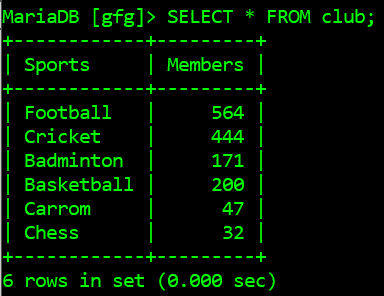 MariaDB [gfg]> SELECT * FROM club;
+------------+---------+
| Sports     | Members |
+------------+---------+
| Football   |     564 |
| Cricket    |     444 |
| Badminton  |     171 |
| Basketball |     200 |
| Carrom     |      47 |
| Chess      |      32 |
+------------+---------+
6 rows in set (0.000 sec)